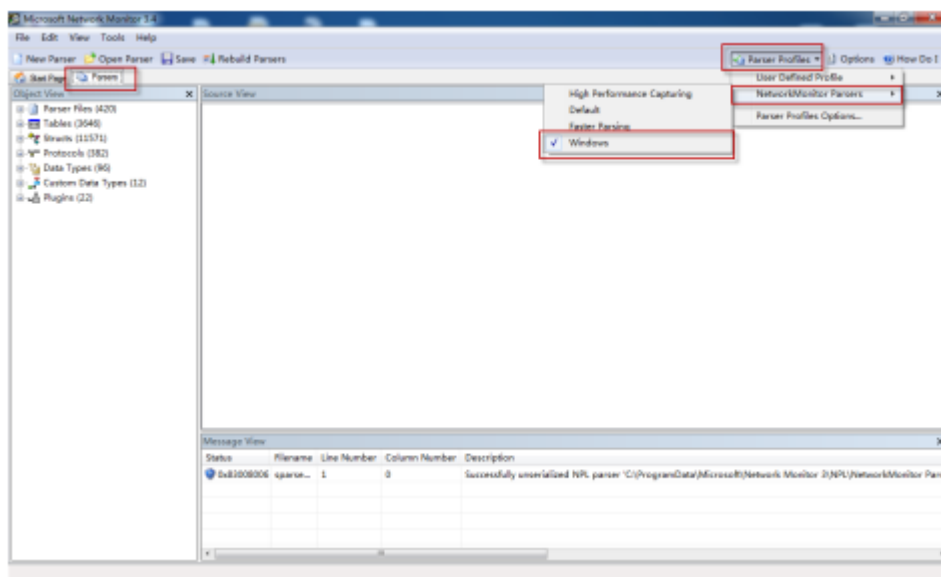 Microsoft Network Monitor 3.4
File Edit View Tools Help
New Parser Open Parser Save Rebuild Parsers Parser Profiles Options How Do I
Start Page Parsers
User Defined Profile
NetworkMonitor Parsers
Parser Profiles Options...
High Performance Capturing
Default
Faster Parsing
Windows
Object View
Source View
Parser Files (420)
Tables (3646)
Structs (11571)
Protocols (382)
Data Types (96)
Custom Data Types (12)
Plugins (22)
Message View
Status Filename Line Number Column Number Description
sparse... 1 0 Successfully unserialized NPL parser 'C:\ProgramData\Microsoft\Network Monitor 3\NPL\NetworkMonitor Par